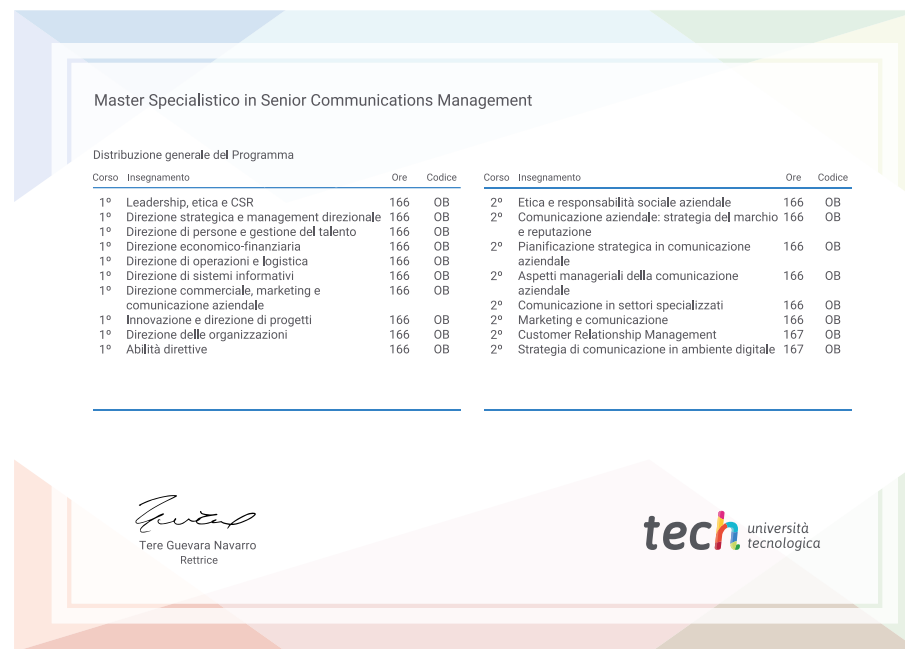 Master Specialistico in Senior Communications Management
Distribuzione generale del Programma
Corso Insegnamento Ore Codice
1º Leadership, etica e CSR 166 OB
1º Direzione strategica e management direzionale 166 OB
1º Direzione di persone e gestione del talento 166 OB
1º Direzione economico-finanziaria 166 OB
1º Direzione di operazioni e logistica 166 OB
1º Direzione di sistemi informativi 166 OB
1º Direzione commerciale, marketing e 166 OB
comunicazione aziendale
1º Innovazione e direzione di progetti 166 OB
1º Direzione delle organizzazioni 166 OB
1º Abilità direttive 166 OB
Corso Insegnamento Ore Codice
2º Etica e responsabilità sociale aziendale 166 OB
2º Comunicazione aziendale: strategia del marchio 166 OB
e reputazione
2º Pianificazione strategica in comunicazione 166 OB
aziendale
2º Aspetti manageriali della comunicazione 166 OB
aziendale
2º Comunicazione in settori specializzati 166 OB
2º Marketing e comunicazione 166 OB
2º Customer Relationship Management 167 OB
2º Strategia di comunicazione in ambiente digitale 167 OB
Tere Guevara Navarro
Rettrice
tech università
tecnologica